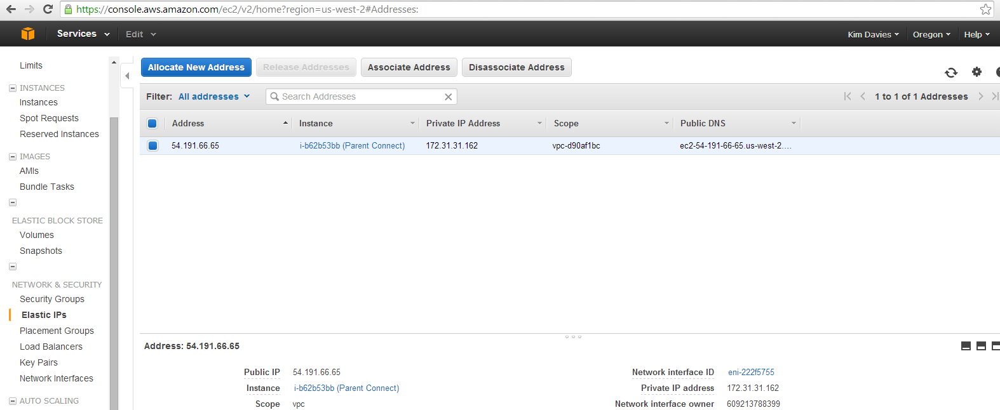 https://console.aws.amazon.com/ec2/v2/home?region=us-west-2#Addresses:
Services Edit Kim Davies Oregon Help
Limits
INSTANCES
Instances
Spot Requests
Reserved Instances
IMAGES
AMIs
Bundle Tasks
ELASTIC BLOCK STORE
Volumes
Snapshots
NETWORK & SECURITY
Security Groups
Elastic IPs
Placement Groups
Load Balancers
Key Pairs
Network Interfaces
AUTO SCALING
Allocate New Address Release Addresses Associate Address Disassociate Address
Filter: All addresses Search Addresses 1 to 1 of 1 Addresses
Address Instance Private IP Address Scope Public DNS
54.191.66.65 i-b62b53bb (Parent Connect) 172.31.31.162 vpc-d90af1bc ec2-54-191-66-65.us-west-2....
Address: 54.191.66.65
Public IP 54.191.66.65 Network interface ID eni-222f5755
Instance i-b62b53bb (Parent Connect) Private IP address 172.31.31.162
Scope vpc Network interface owner 609213788399